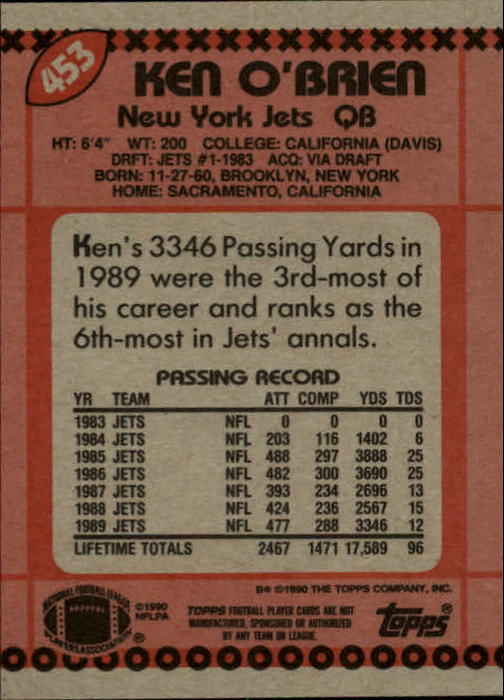 453
KEN O'BRIEN
New York Jets QB
HT: 6'4" WT: 200 COLLEGE: CALIFORNIA (DAVIS)
DRFT: JETS #1-1983 ACQ: VIA DRAFT
BORN: 11-27-60, BROOKLYN, NEW YORK
HOME: SACRAMENTO, CALIFORNIA
Ken's 3346 Passing Yards in
1989 were the 3rd-most of
his career and ranks as the
6th-most in Jets' annals.
PASSING RECORD
YR TEAM ATT COMP YDS TDS
1983 JETS NFL 0 0 0 0
1984 JETS NFL 203 116 1402 6
1985 JETS NFL 488 297 3888 25
1986 JETS NFL 482 300 3690 25
1987 JETS NFL 393 234 2696 13
1988 JETS NFL 424 236 2567 15
1989 JETS NFL 477 288 3346 12
LIFETIME TOTALS 2467 1471 17,589 96
B* ©1990 THE TOPPS COMPANY, INC.
NATIONAL FOOTBALL LEAGUE
PLAYERS ASSOCIATION ®
©1990
NFLPA
TOPPS FOOTBALL PLAYER CARDS ARE NOT
MANUFACTURED, SPONSORED OR AUTHORIZED
BY ANY TEAM OR LEAGUE.
topps®